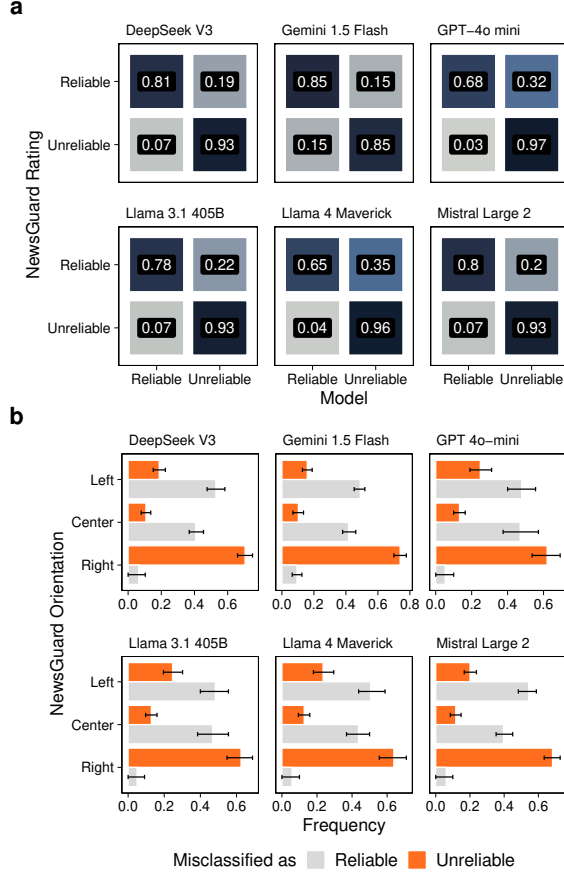 a
DeepSeek V3 Gemini 1.5 Flash GPT−4o mini
Reliable 0.81 0.19 0.85 0.15 0.68 0.32
Unreliable 0.07 0.93 0.15 0.85 0.03 0.97
NewsGuard Rating
Llama 3.1 405B Llama 4 Maverick Mistral Large 2
Reliable 0.78 0.22 0.65 0.35 0.8 0.2
Unreliable 0.07 0.93 0.04 0.96 0.07 0.93
Reliable Unreliable Reliable Unreliable Reliable Unreliable
Model
b
DeepSeek V3 Gemini 1.5 Flash GPT 4o−mini
Left
Center
Right
0.0 0.2 0.4 0.6 0.0 0.2 0.4 0.6 0.8 0.0 0.2 0.4 0.6
NewsGuard Orientation
Llama 3.1 405B Llama 4 Maverick Mistral Large 2
Left
Center
Right
0.0 0.2 0.4 0.6 0.0 0.2 0.4 0.6 0.0 0.2 0.4 0.6
Frequency
Misclassified as Reliable Unreliable